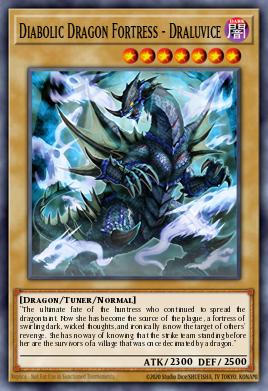 Diabolic Dragon Fortress - Draluvice
DARK
闇
[Dragon/Tuner/Normal]
"The ultimate fate of the huntress who continued to spread the
dragontaint. Now she has become the source of the plague, a fortress of
swirling dark, wicked thoughts, and ironically is now the target of others'
revenge. She has no way of knowing that the strike team standing before
her are the survivors of a village that was once decimated by a dragon."
ATK/2300 DEF/2500
©2020 Studio Dice/SHUEISHA, TV TOKYO, KONAMI